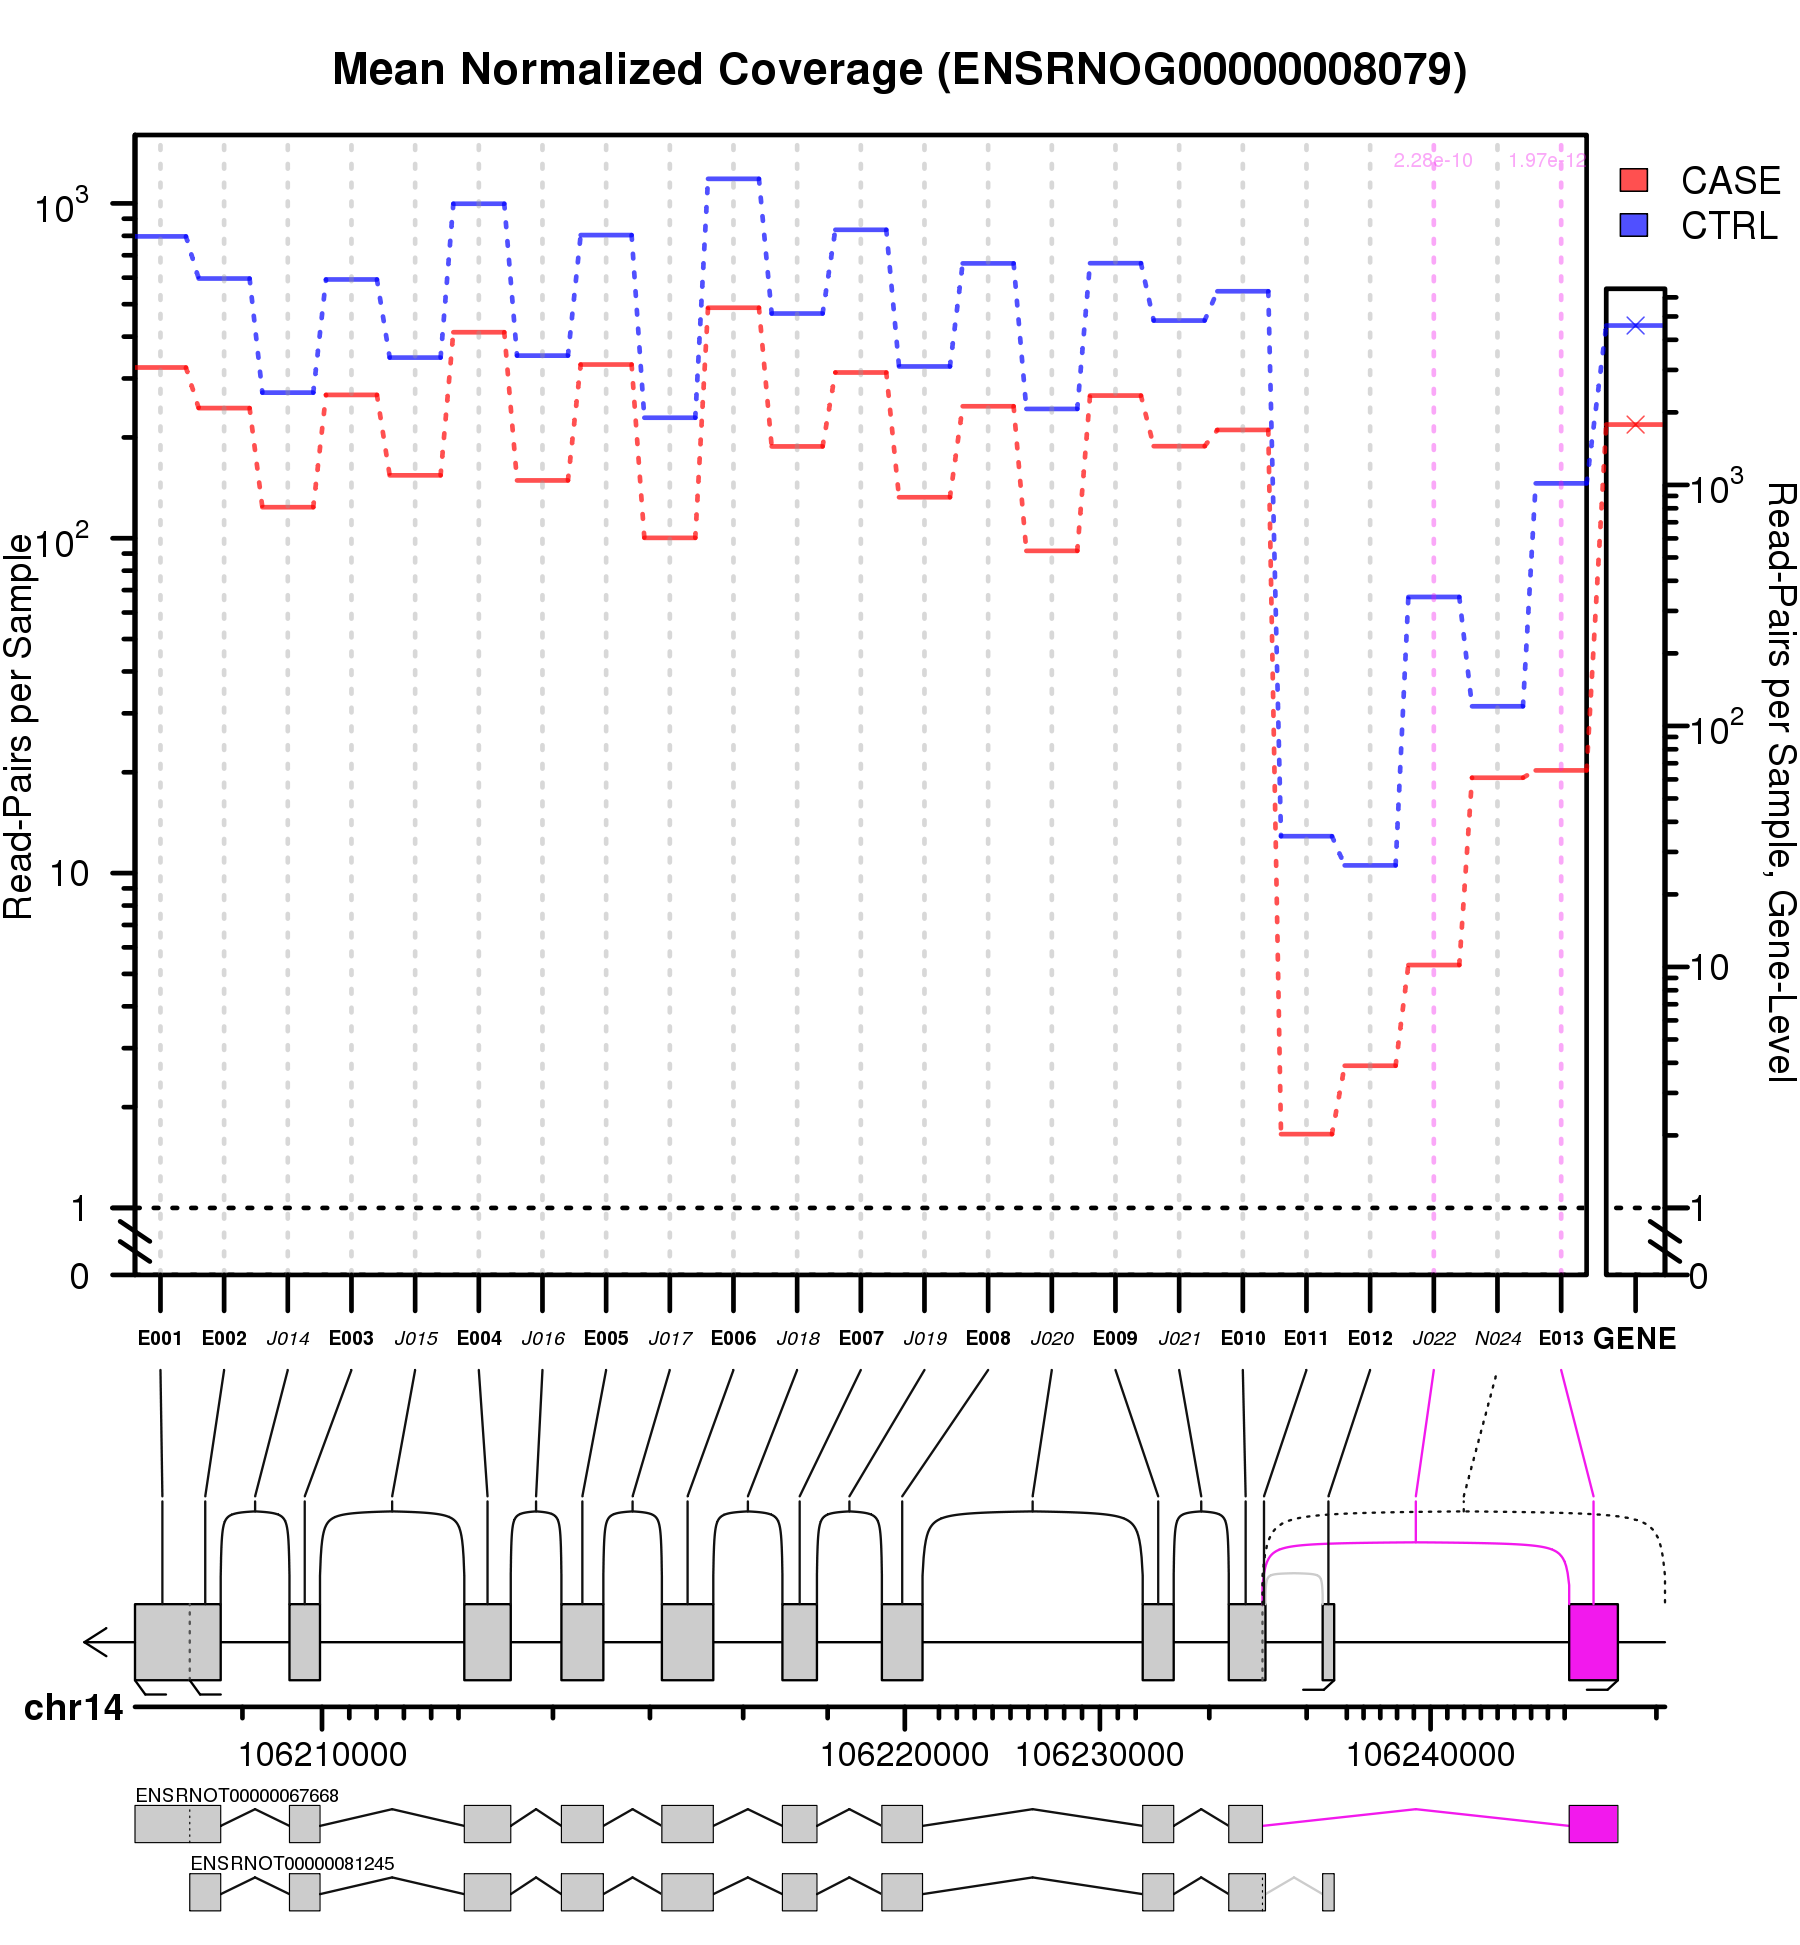 Mean Normalized Coverage (ENSRNOG00000008079)
2.28e-10 1.97e-12
CASE
CTRL
Read-Pairs per Sample
10^3
10^2
10
1
0
10^3
10^2
10
1
0
Read-Pairs per Sample, Gene-Level
E001 E002 J014 E003 J015 E004 J016 E005 J017 E006 J018 E007 J019 E008 J020 E009 J021 E010 E011 E012 J022 N024 E013 GENE
chr14
106210000 106220000 106230000 106240000
ENSRNOT00000067668
ENSRNOT00000081245